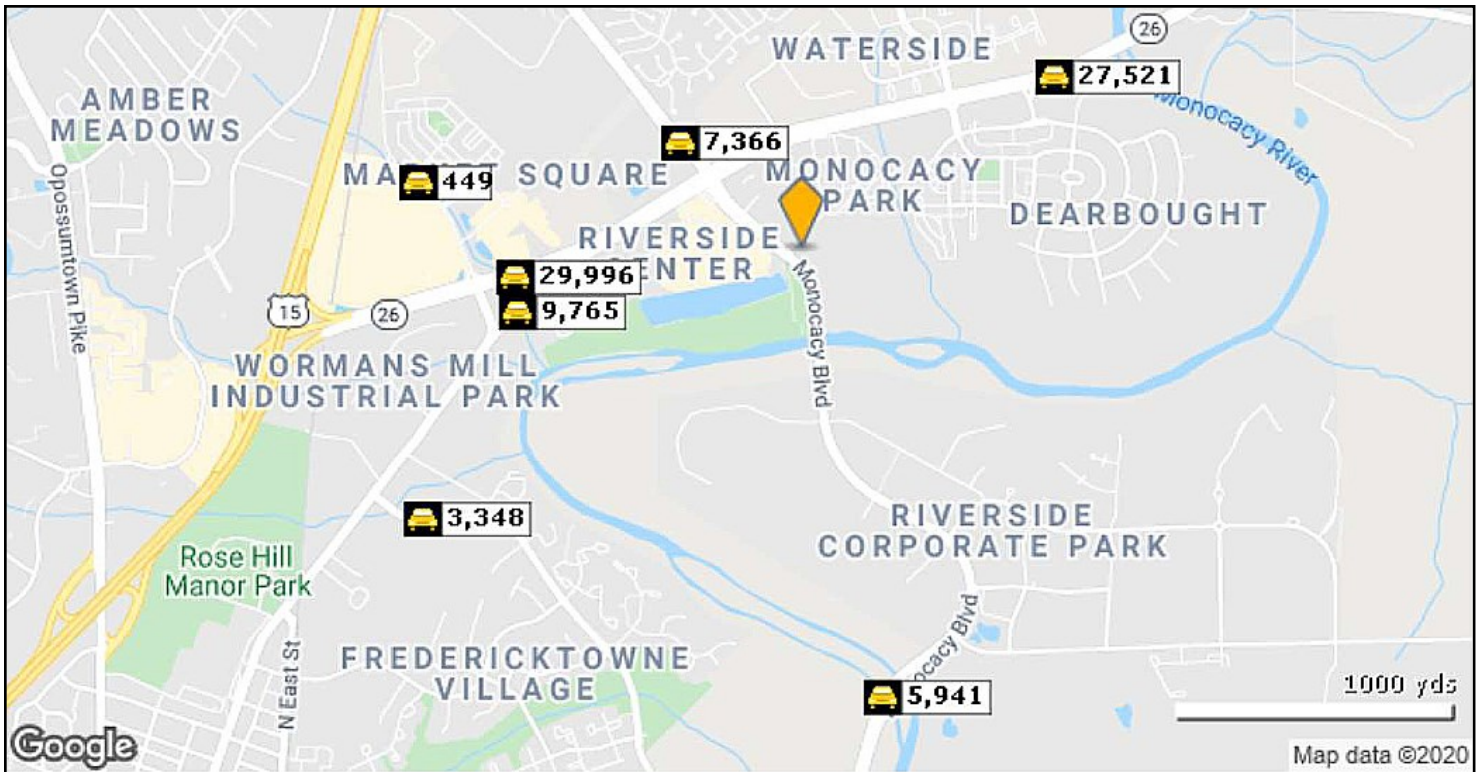 26
WATERSIDE
27,521
AMBER
MEADOWS
Monocacy River
7,366
MONOCACY
PARK
449
SQUARE
DEARBOUGHT
Opossumtown Pike
RIVERSIDE
29,996
Monocacy Blvd
15
26
9,765
WORMANS MILL
INDUSTRIAL PARK
3,348
RIVERSIDE
CORPORATE PARK
Rose Hill
Manor Park
N East St
FREDERICKTOWNE
VILLAGE
Blvd
5,941
1000 yds
Google
Map data ©2020